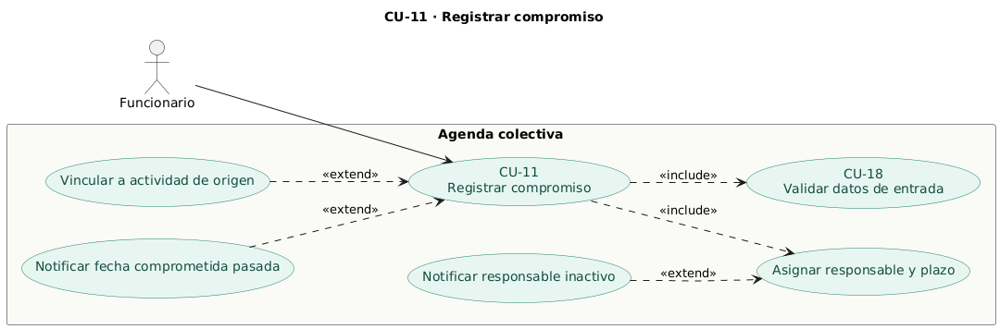 CU-11 · Registrar compromiso
Funcionario
Agenda colectiva
Vincular a actividad de origen
«extend»
CU-11
Registrar compromiso
«include»
CU-18
Validar datos de entrada
«extend»
«include»
Notificar fecha comprometida pasada
Notificar responsable inactivo
«extend»
Asignar responsable y plazo